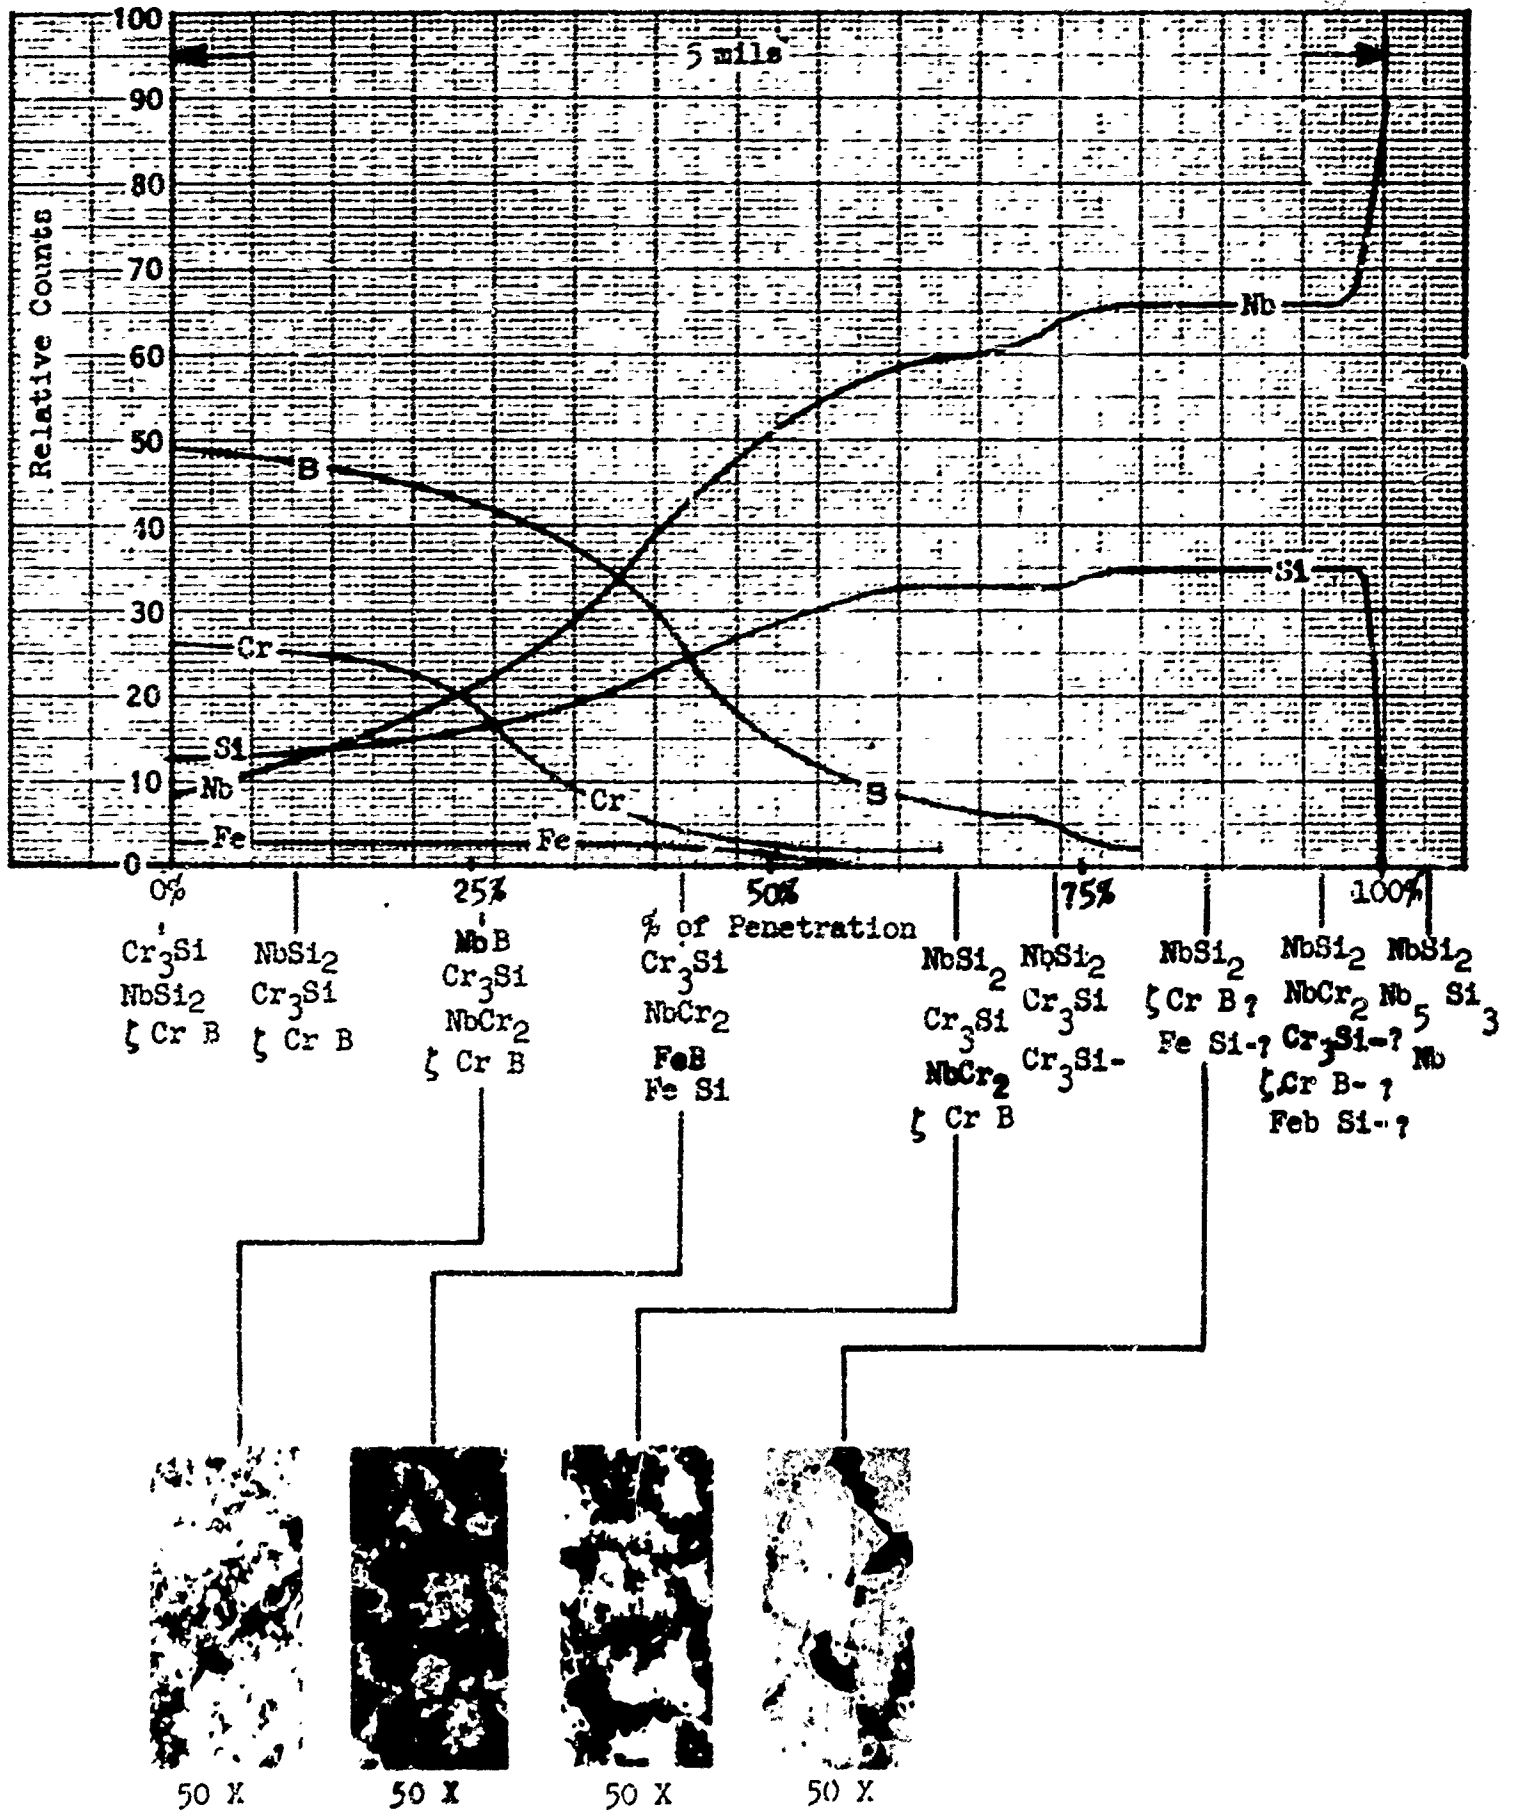 100
5 mils
90
80
70
60
50
40
30
20
10
0
Relative Counts
Nb
B
Si
Cr
Si
Nb
Cr
B
Fe
Fe
0%
25%
50%
75%
100%
% of Penetration
Cr3Si
NbSi2
ζ Cr B
NbSi2
Cr3Si
ζ Cr B
NbB
Cr3Si
NbCr2
ζ Cr B
Cr3Si
NbCr2
FeB
Fe Si
NbSi2
Cr3Si
NbCr2
ζ Cr B
NbSi2
Cr3Si
Cr3Si-
NbSi2
ζ Cr B ?
Fe Si-?
NbSi2
NbCr2
Cr3Si-?
ζ Cr B- ?
Feb Si-?
NbSi2
Nb5 Si3
Nb
50 X
50 X
50 X
50 X